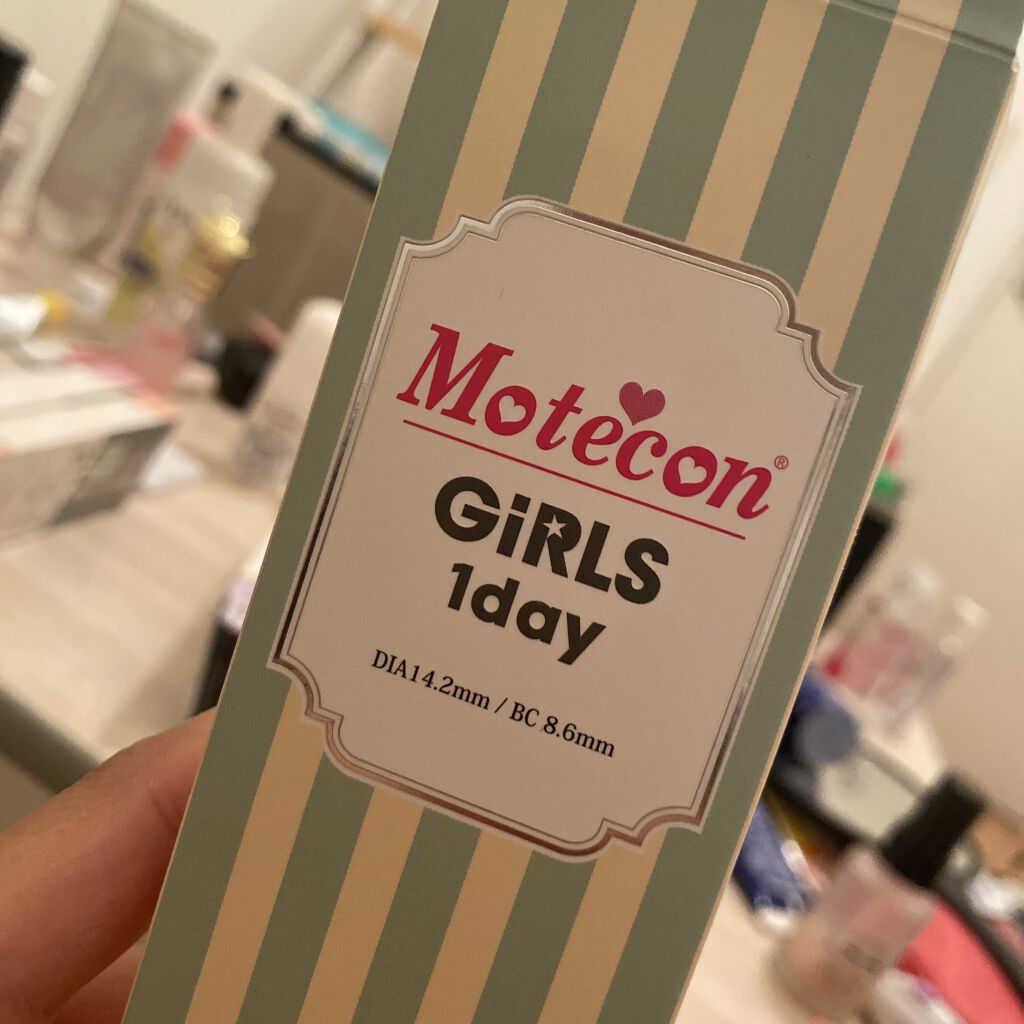 Motecon®
GiRLS
1day
DIA14.2mm / BC 8.6mm